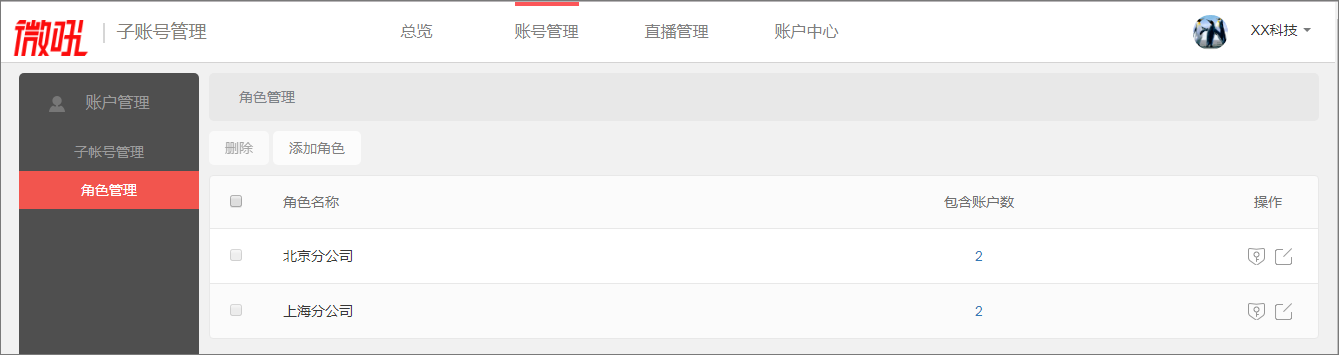 微吼 子账号管理 总览 账号管理 直播管理 账户中心 XX科技
账户管理
子帐号管理
角色管理
角色管理
删除 添加角色
角色名称 包含账户数 操作
北京分公司 2
上海分公司 2